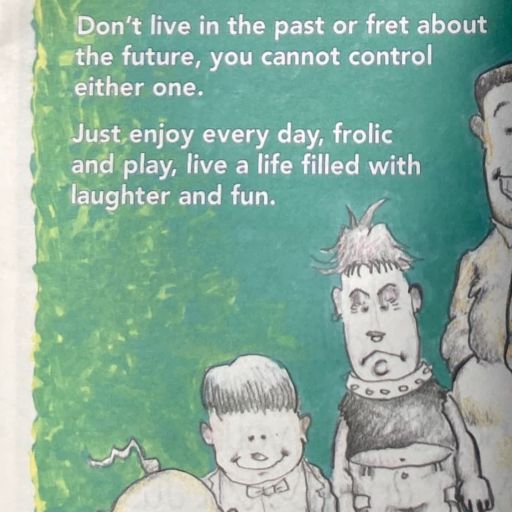 Don't live in the past or fret about
the future, you cannot control
either one.
Just enjoy every day, frolic
and play, live a life filled with
laughter and fun.